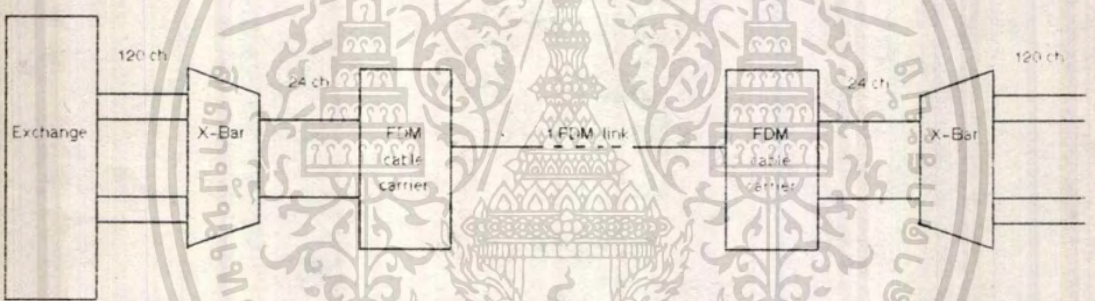 120 ch
24 ch
24 ch
120 ch
Exchange
X-Bar
FDM
cable
carrier
1 FDM link
FDM
cable
carrier
X-Bar